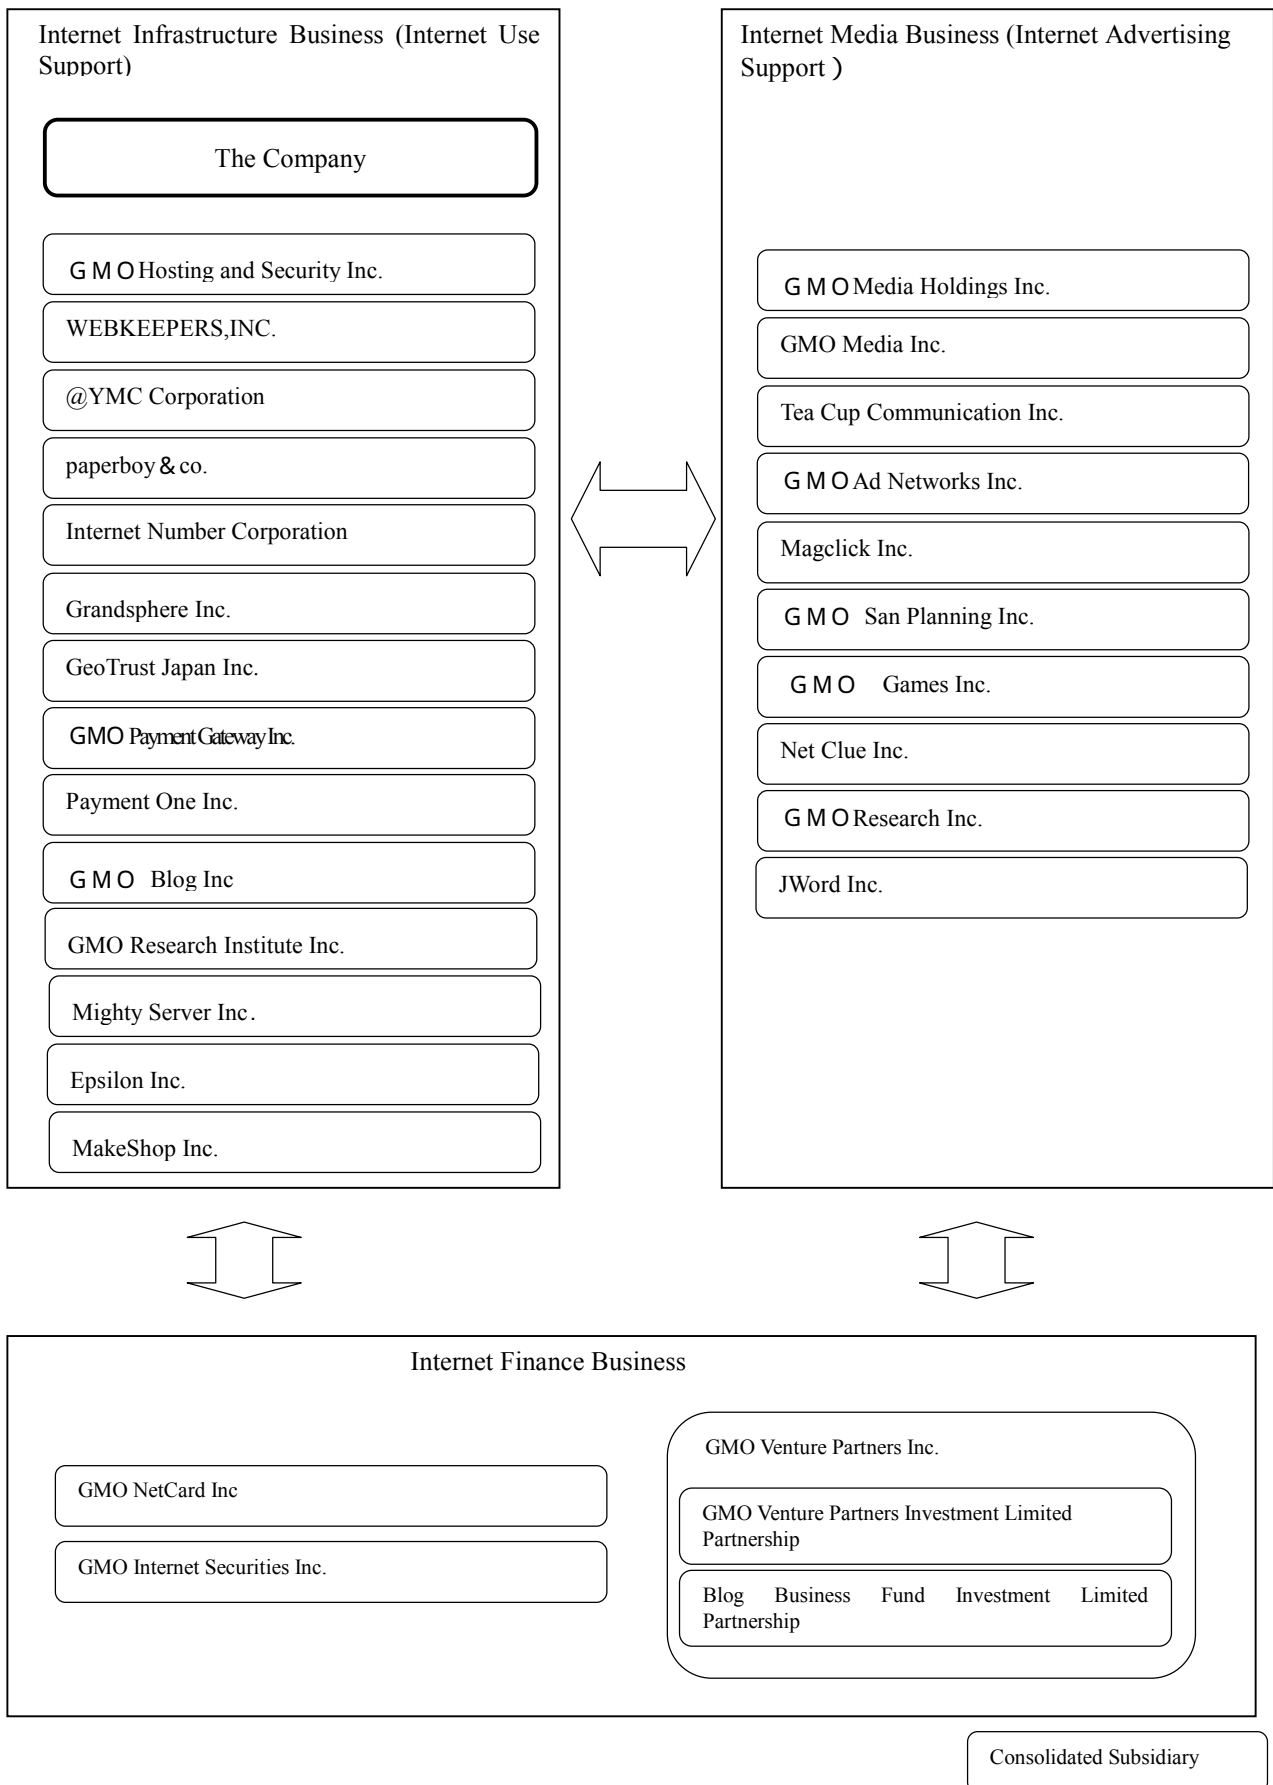 Internet Infrastructure Business (Internet Use
Support)
The Company
ＧＭＯHosting and Security Inc.
WEBKEEPERS,INC.
@YMC Corporation
paperboy＆co.
Internet Number Corporation
Grandsphere Inc.
GeoTrust Japan Inc.
GMO Payment Gateway Inc.
Payment One Inc.
ＧＭＯ Blog Inc
GMO Research Institute Inc.
Mighty Server Inc.
Epsilon Inc.
MakeShop Inc.
Internet Media Business (Internet Advertising
Support）
ＧＭＯMedia Holdings Inc.
GMO Media Inc.
Tea Cup Communication Inc.
ＧＭＯAd Networks Inc.
Magclick Inc.
ＧＭＯ San Planning Inc.
ＧＭＯ Games Inc.
Net Clue Inc.
ＧＭＯResearch Inc.
JWord Inc.
Internet Finance Business
GMO NetCard Inc
GMO Internet Securities Inc.
GMO Venture Partners Inc.
GMO Venture Partners Investment Limited
Partnership
Blog Business Fund Investment Limited
Partnership
Consolidated Subsidiary